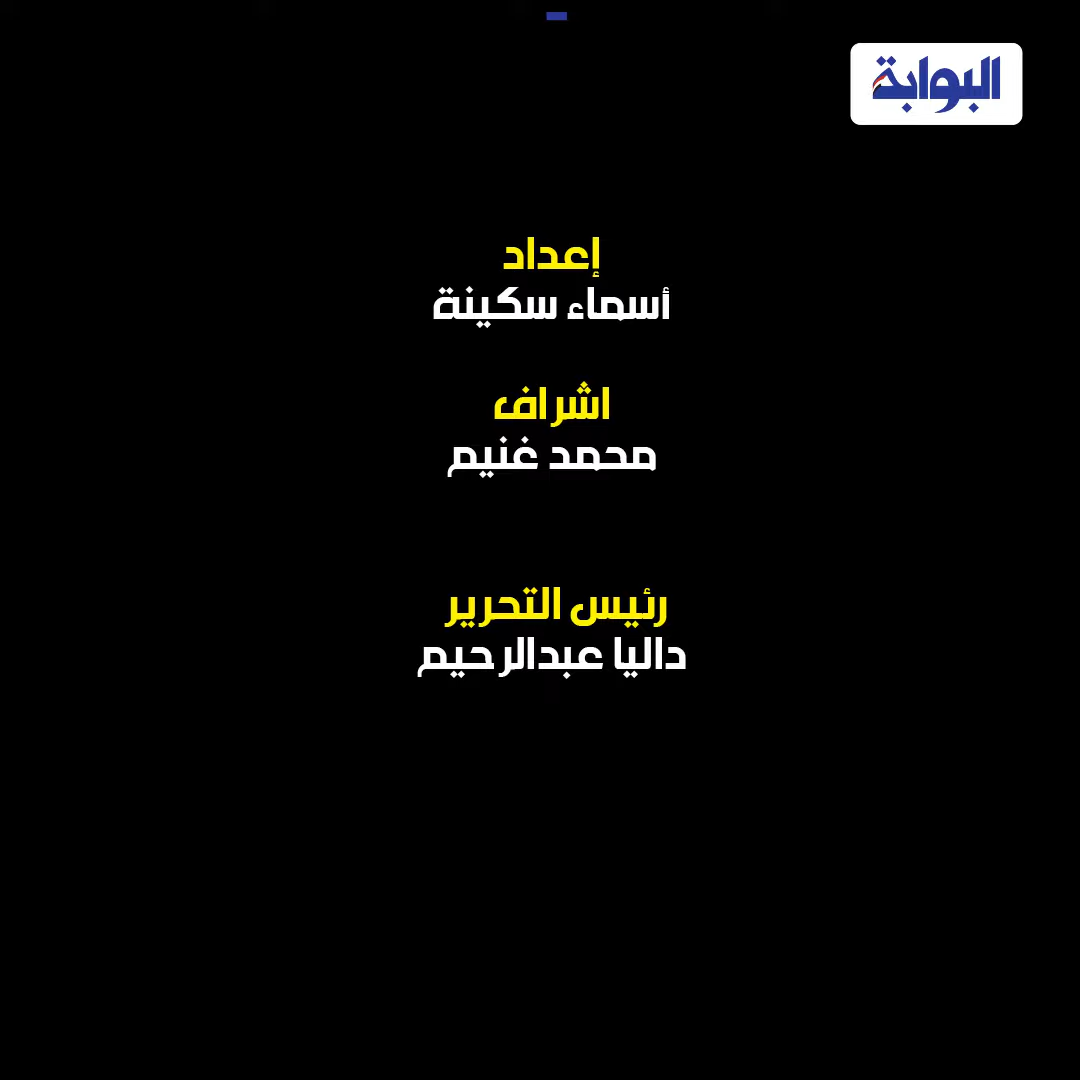 البوابة
إعداد
أسماء سكينة
اشراف
محمد غنيم
رئيس التحرير
داليا عبدالرحيم